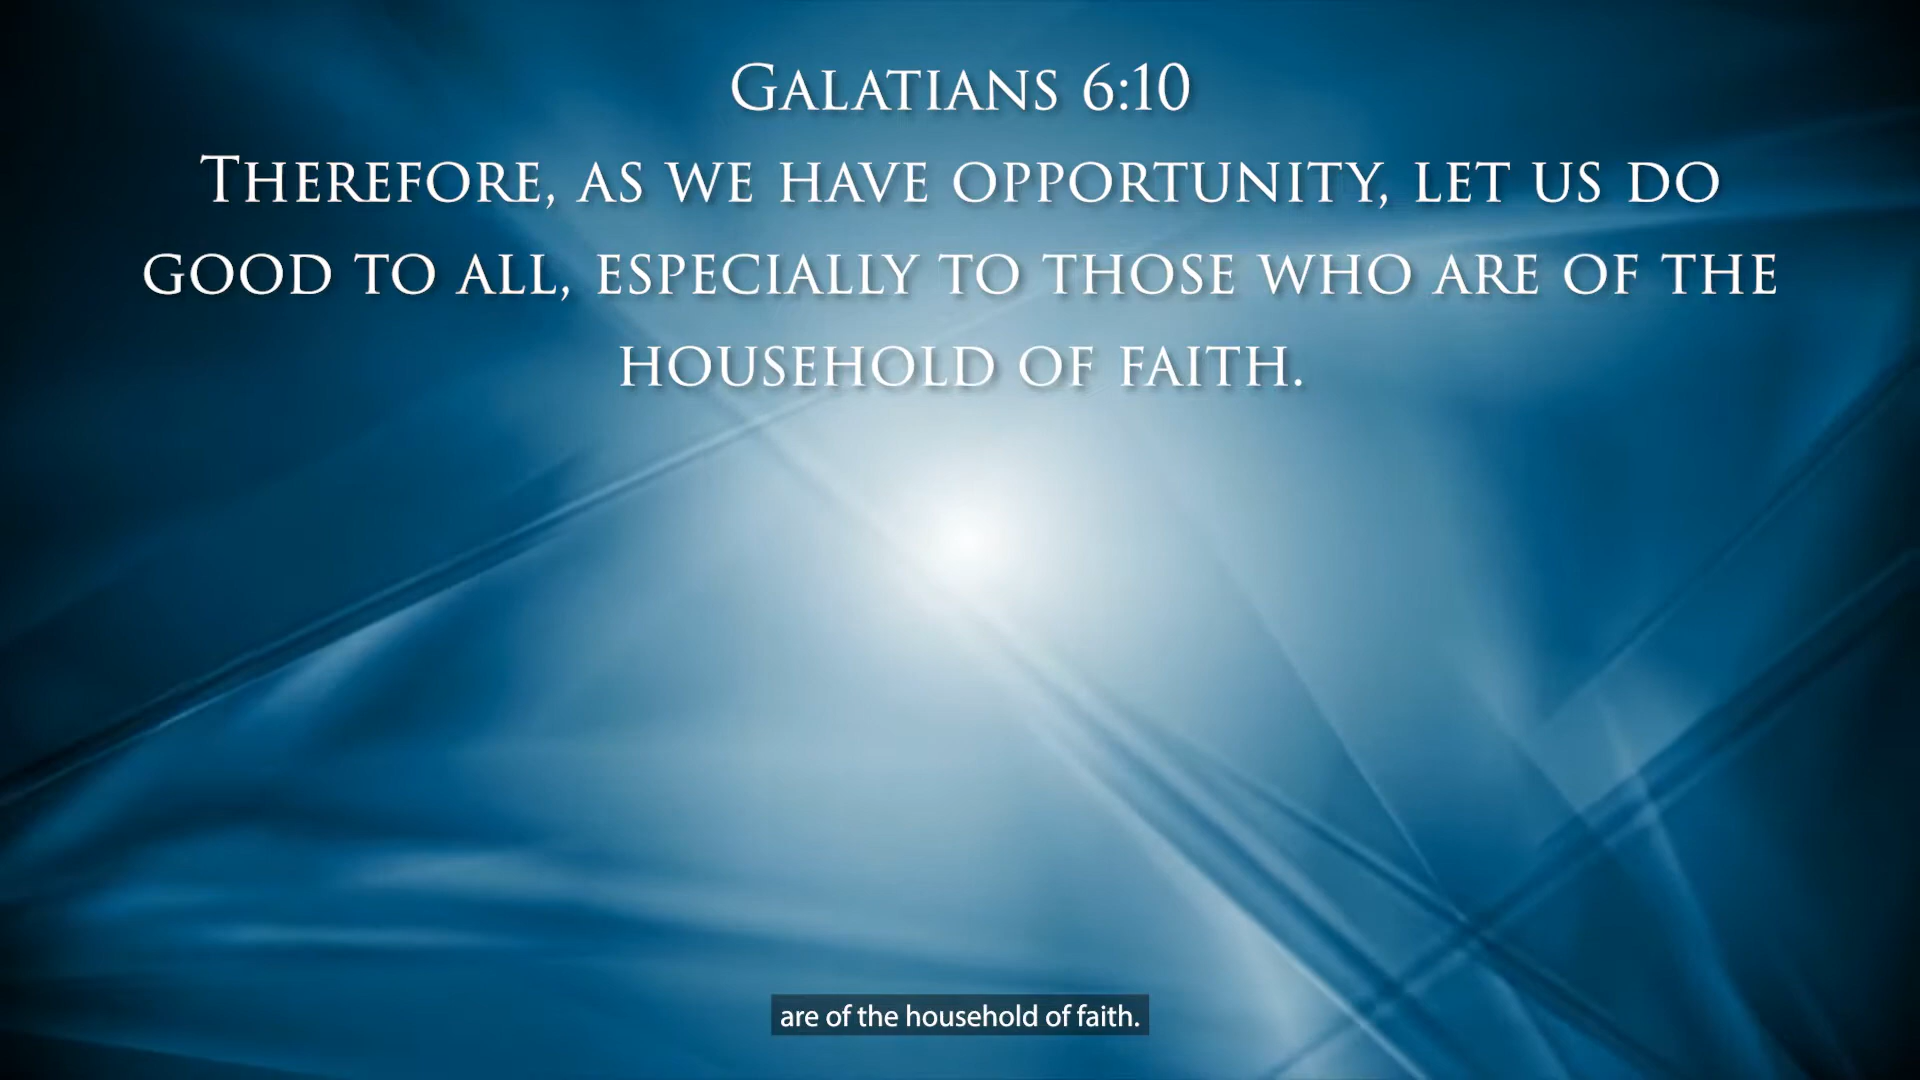 Galatians 6:10
Therefore, as we have opportunity, let us do
good to all, especially to those who are of the
household of faith.
are of the household of faith.